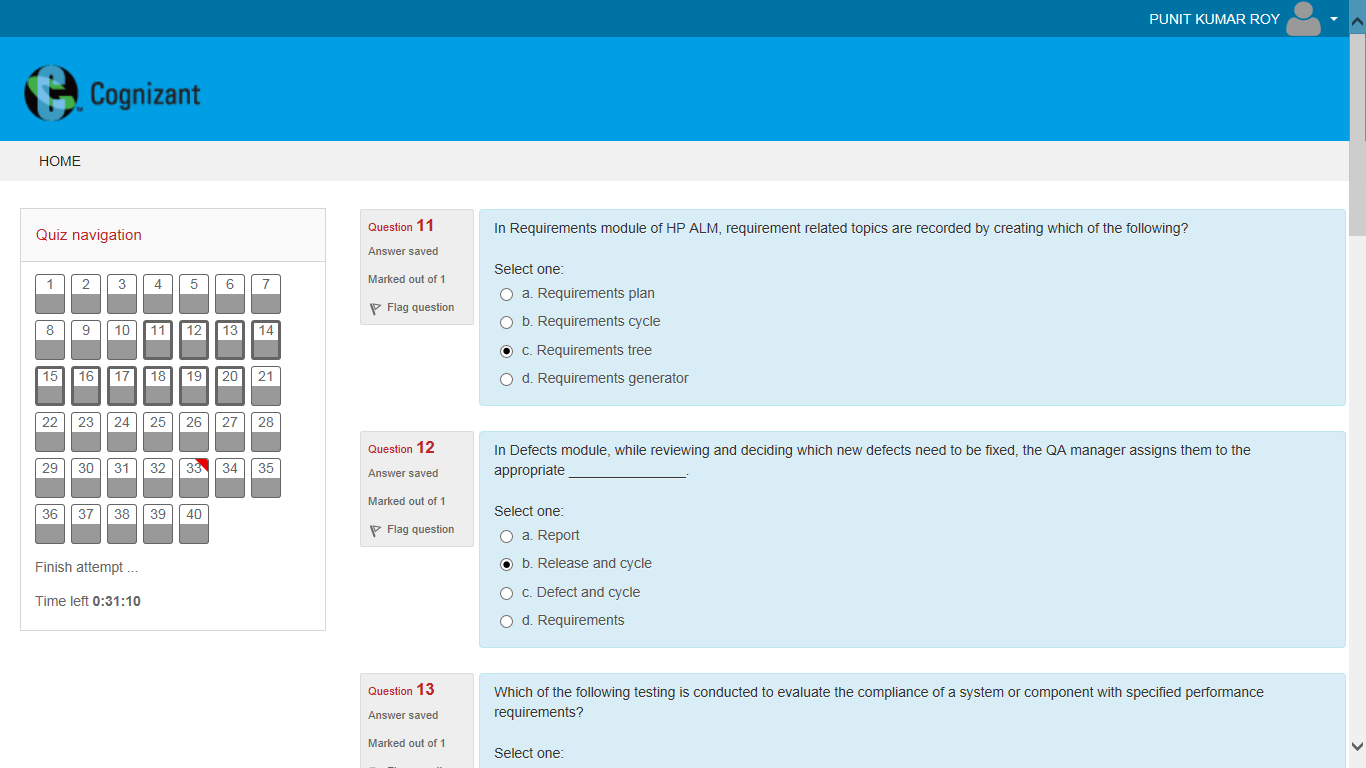 PUNIT KUMAR ROY
Cognizant
HOME
Quiz navigation
1 2 3 4 5 6 7
8 9 10 11 12 13 14
15 16 17 18 19 20 21
22 23 24 25 26 27 28
29 30 31 32 33 34 35
36 37 38 39 40
Finish attempt ...
Time left 0:31:10
Question 11
Answer saved
Marked out of 1
Flag question
In Requirements module of HP ALM, requirement related topics are recorded by creating which of the following?
Select one:
a. Requirements plan
b. Requirements cycle
c. Requirements tree
d. Requirements generator
Question 12
Answer saved
Marked out of 1
Flag question
In Defects module, while reviewing and deciding which new defects need to be fixed, the QA manager assigns them to the
appropriate _______________.
Select one:
a. Report
b. Release and cycle
c. Defect and cycle
d. Requirements
Question 13
Answer saved
Marked out of 1
Which of the following testing is conducted to evaluate the compliance of a system or component with specified performance
requirements?
Select one: